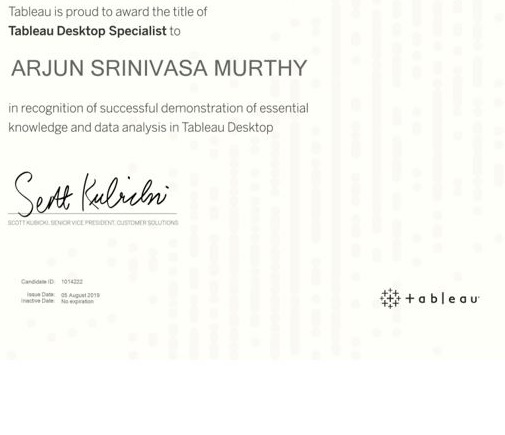 Tableau is proud to award the title of
Tableau Desktop Specialist to
ARJUN SRINIVASA MURTHY
in recognition of successful demonstration of essential
knowledge and data analysis in Tableau Desktop
Scott Kubicki
SCOTT KUBICKI, SENIOR VICE PRESIDENT, CUSTOMER SOLUTIONS
Candidate ID: 1014222
Issue Date: 05 August 2019
Inactive Date: No expiration
+ableau